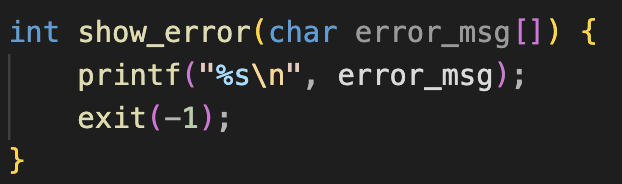 int show_error(char error_msg[]) {
    printf("%s\n", error_msg);
    exit(-1);
}